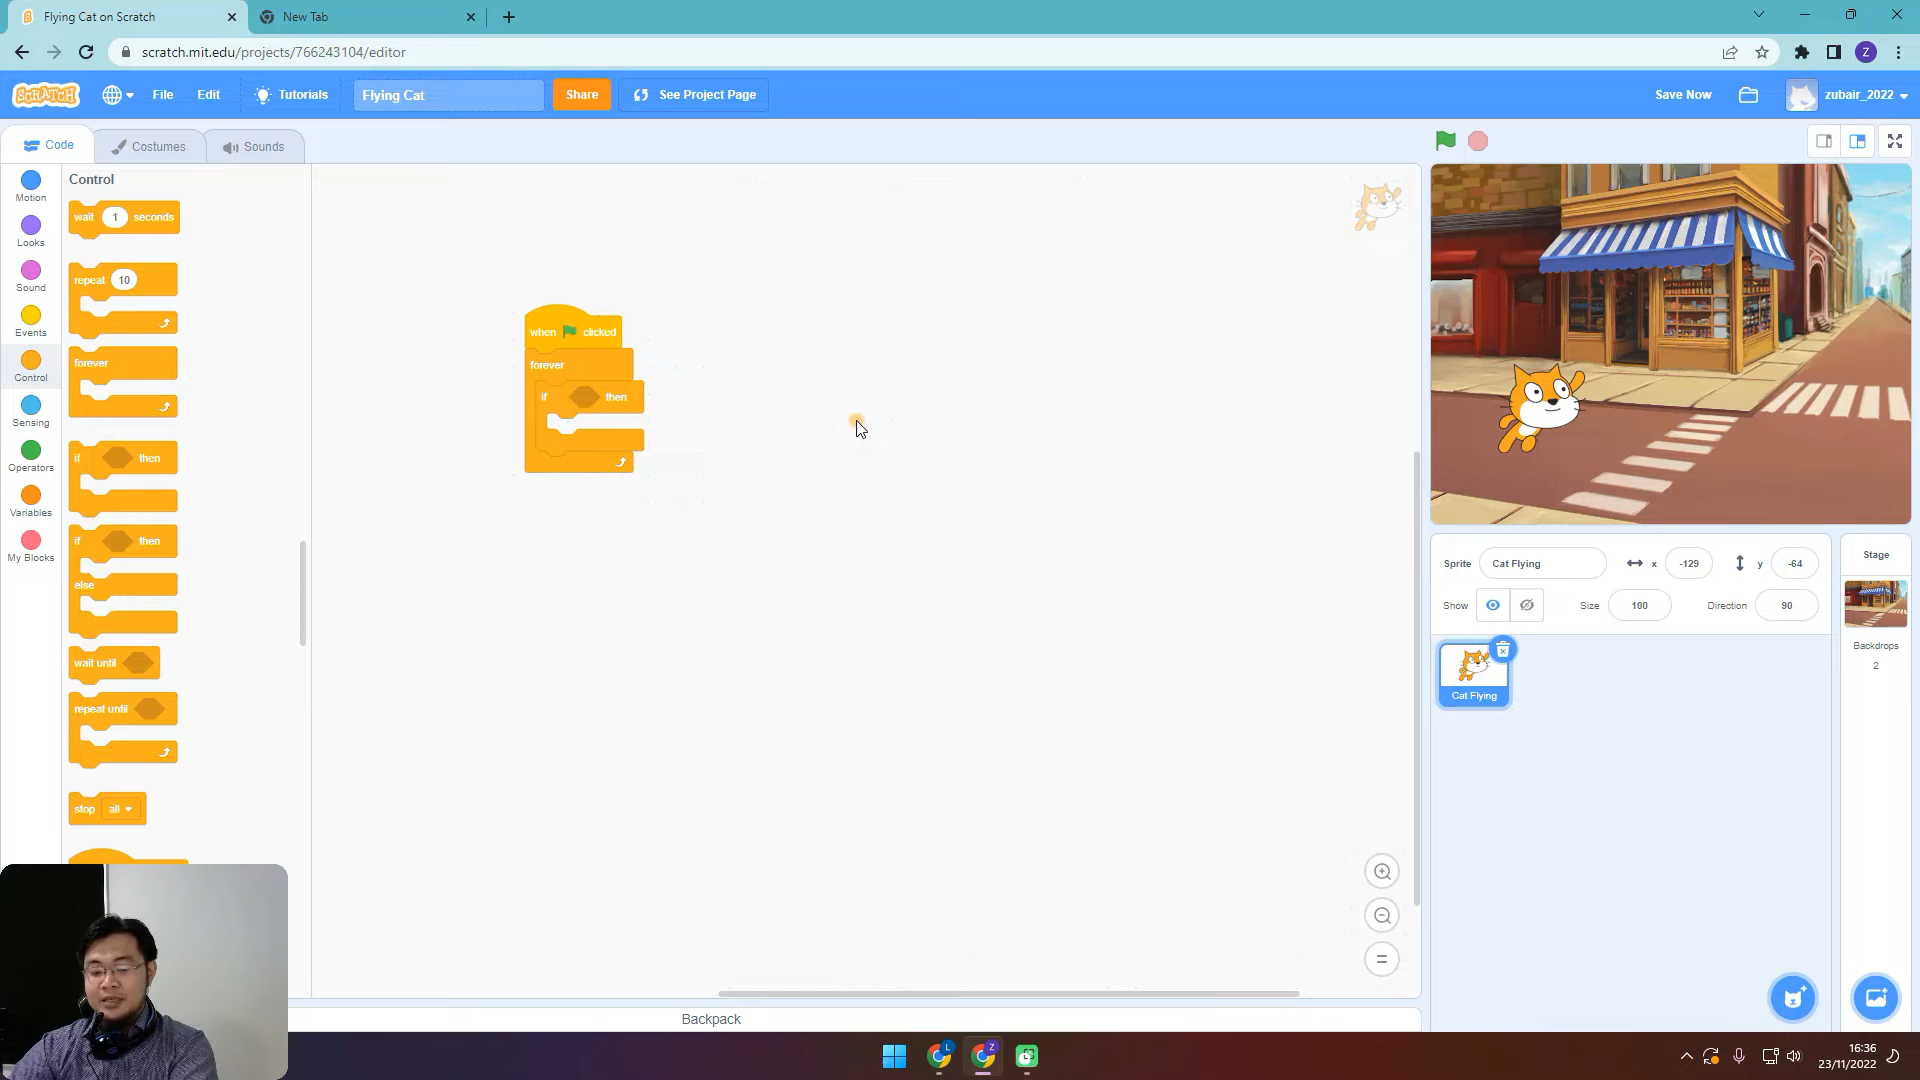 Flying Cat on Scratch
New Tab
scratch.mit.edu/projects/766243104/editor
Z
SCRATCH
File
Edit
Tutorials
Flying Cat
Share
See Project Page
Save Now
zubair_2022
Code
Costumes
Sounds
Motion
Looks
Sound
Events
Control
Sensing
Operators
Variables
My Blocks
Control
wait 1 seconds
repeat 10
forever
if then
if then
else
wait until
repeat until
stop all
when clicked
forever
if then
Sprite Cat Flying x -129 y -64
Show Size 100 Direction 90
Cat Flying
Stage
Backdrops
2
Backpack
L
Z
16:36
23/11/2022